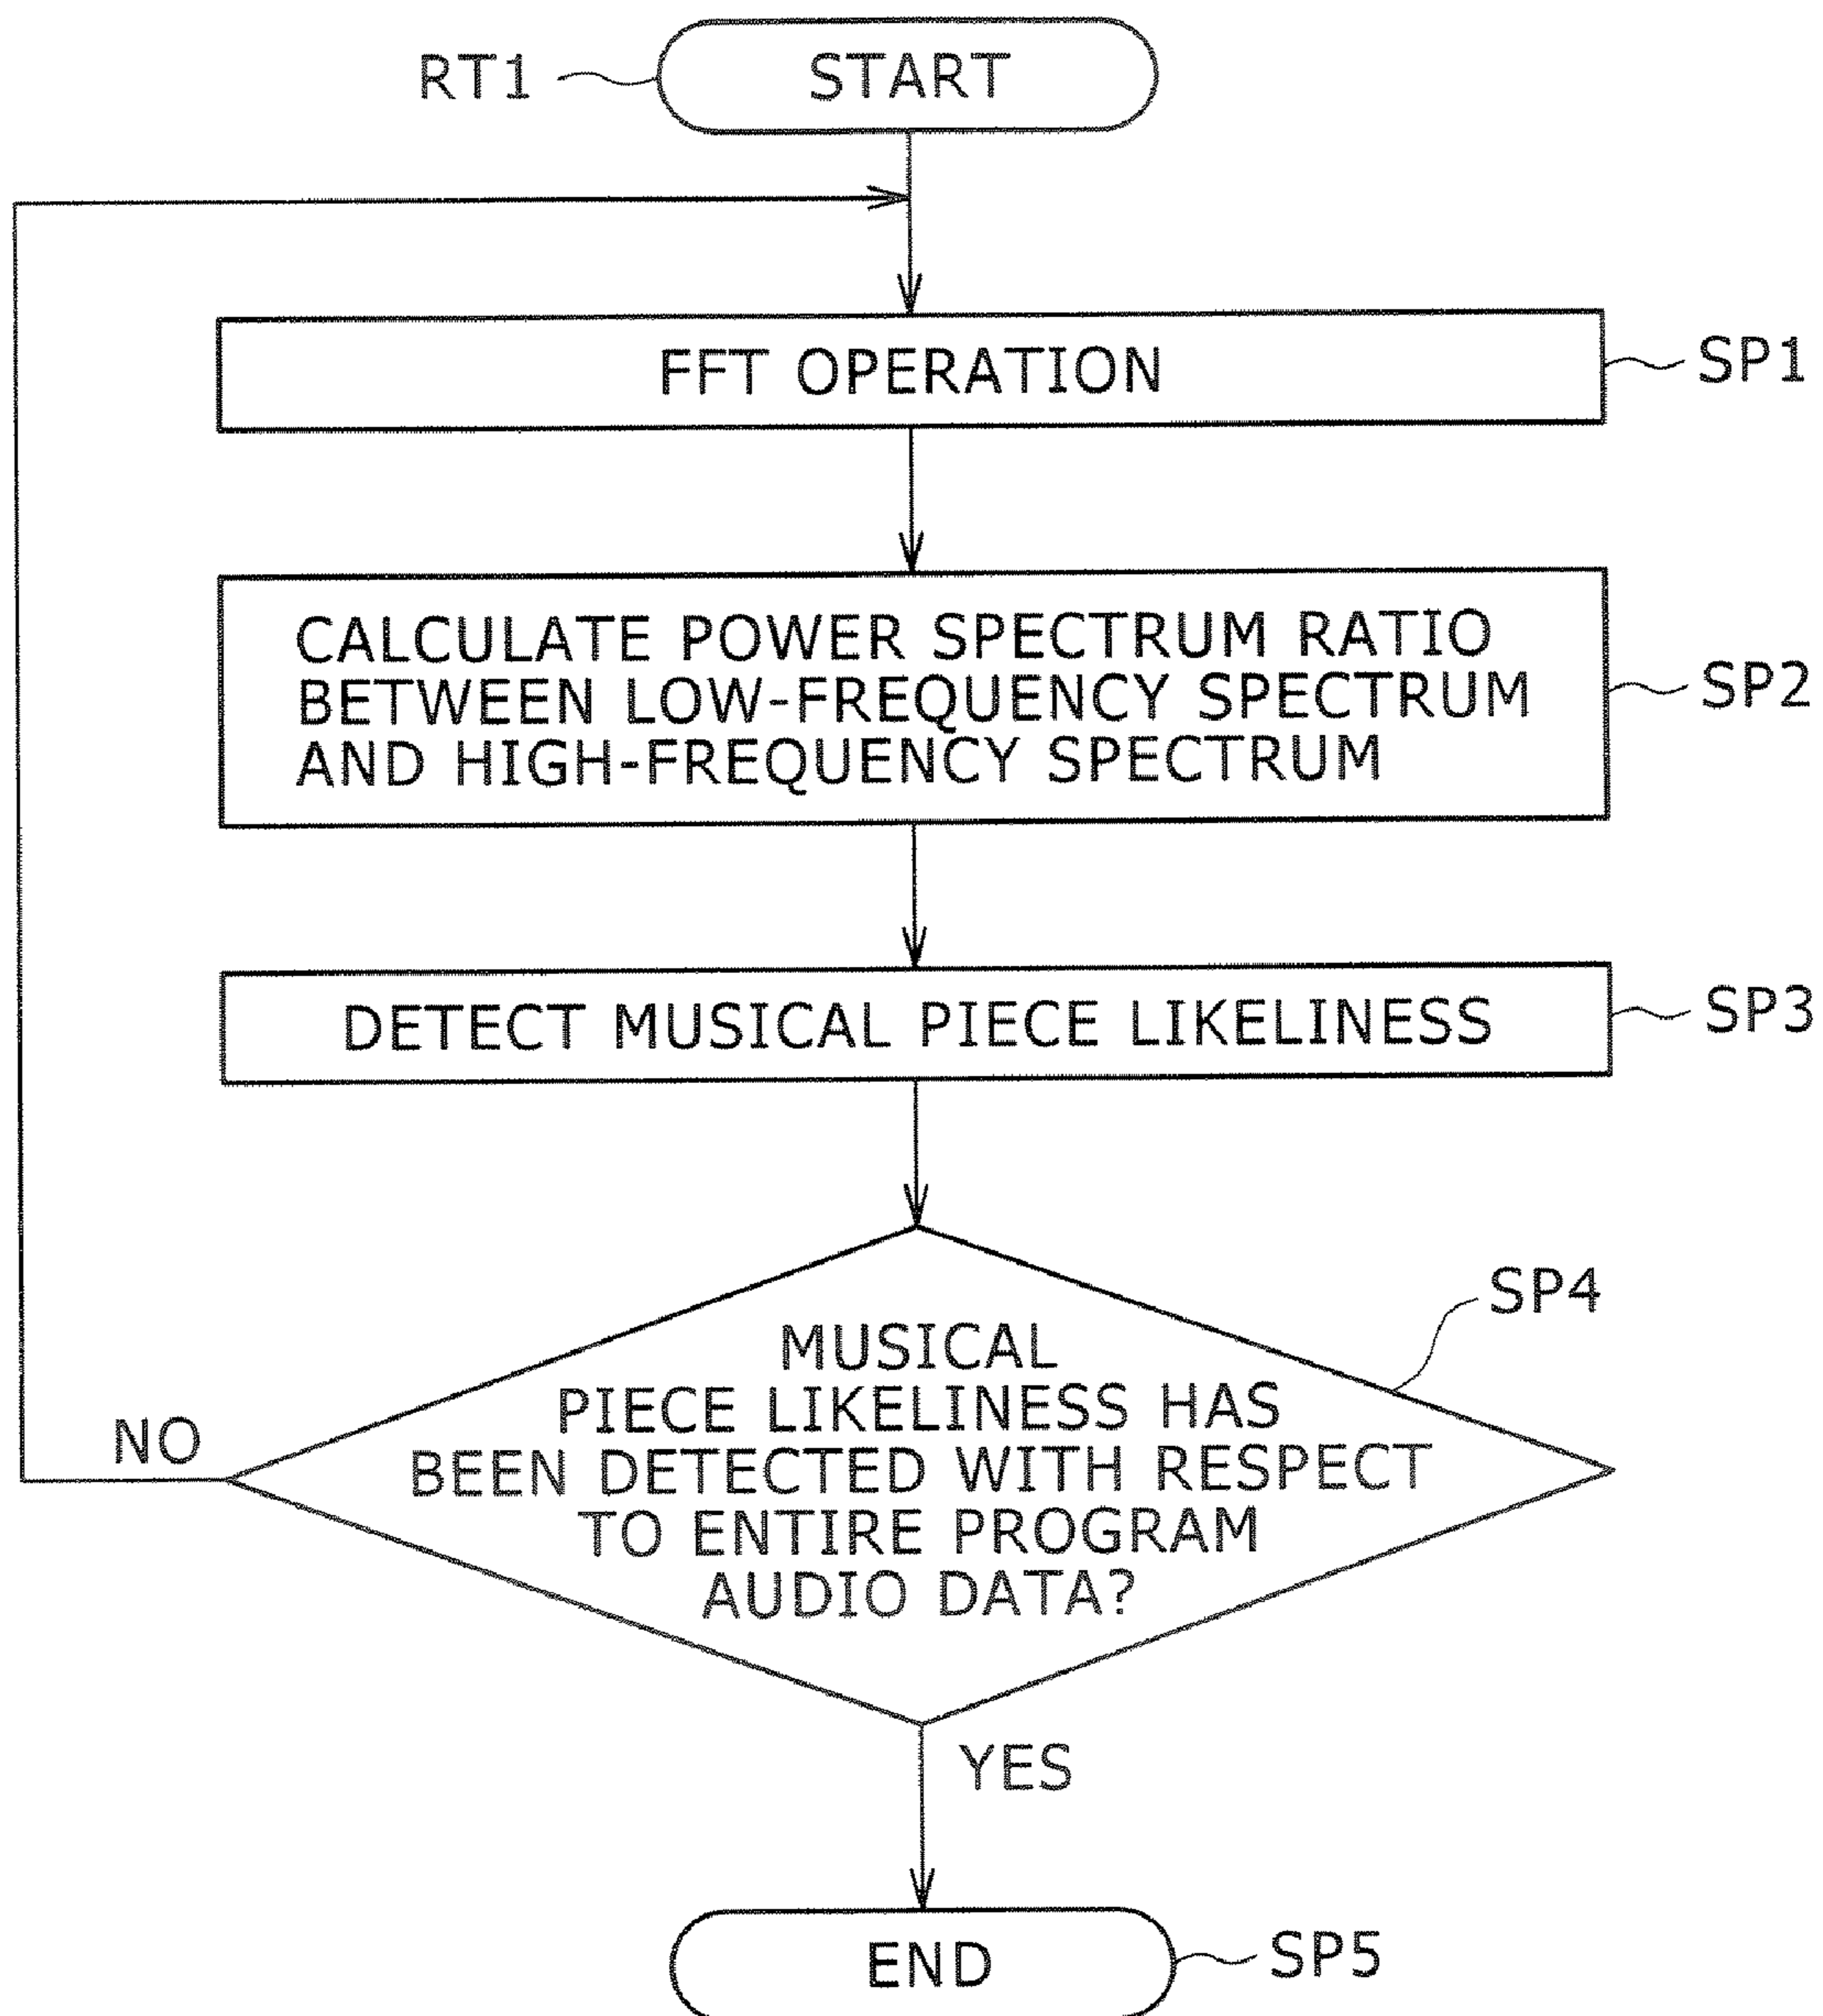 RT1
START
FFT OPERATION
SP1
CALCULATE POWER SPECTRUM RATIO
BETWEEN LOW-FREQUENCY SPECTRUM
AND HIGH-FREQUENCY SPECTRUM
SP2
DETECT MUSICAL PIECE LIKELINESS
SP3
SP4
MUSICAL
PIECE LIKELINESS HAS
BEEN DETECTED WITH RESPECT
TO ENTIRE PROGRAM
AUDIO DATA?
NO
YES
END
SP5